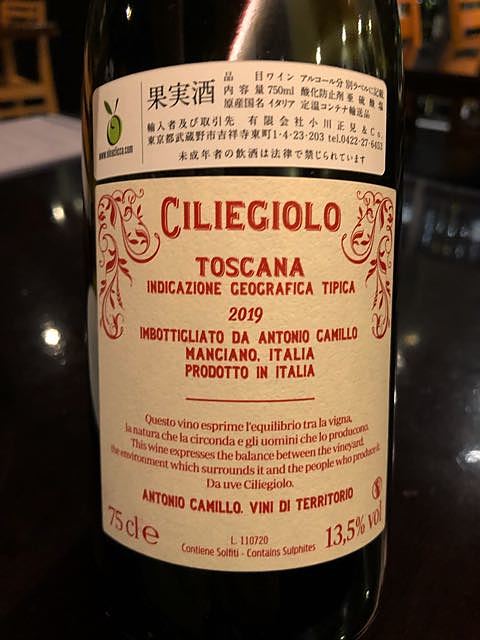 果実酒
品 目 ワイン アルコール分 別ラベルに記載
内容量 750ml 酸化防止剤 亜硫酸塩
原産国名 イタリア 定温コンテナ輸送品
輸入者及び取引先 有限会社小川正見&Co.
東京都武蔵野市吉祥寺東町1-4-23-203 tel.0422-27-6453
未成年者の飲酒は法律で禁じられています
CILIEGIOLO
TOSCANA
INDICAZIONE GEOGRAFICA TIPICA
2019
IMBOTTIGLIATO DA ANTONIO CAMILLO
MANCIANO, ITALIA
PRODOTTO IN ITALIA
Questo vino esprime l'equilibrio tra la vigna,
la natura che la circonda e gli uomini che lo producono.
This wine expresses the balance between the vineyard,
the environment which surrounds it and the people who produce it.
Da uve Ciliegiolo.
ANTONIO CAMILLO. VINI DI TERRITORIO
75 cl e
L. 110720
Contiene Solfiti - Contains Sulphites
13,5% vol